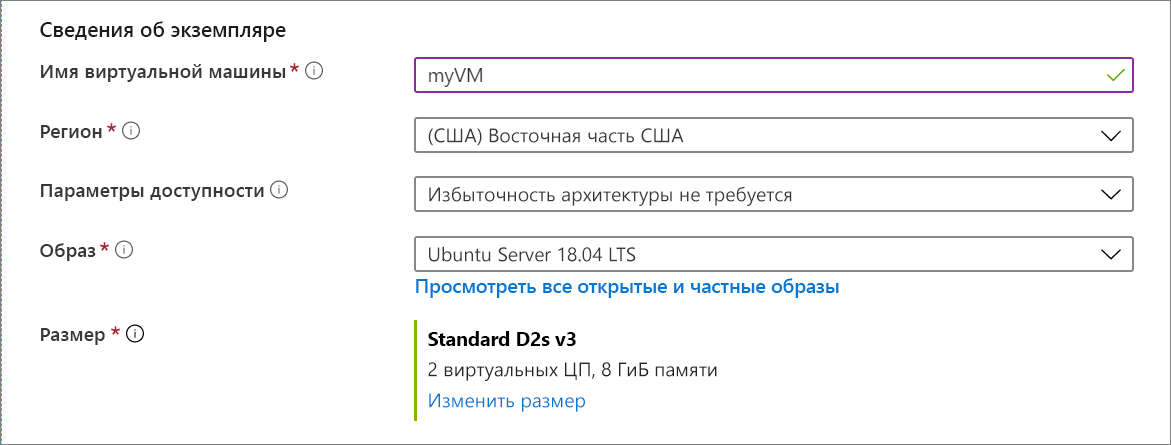 Сведения об экземпляре
Имя виртуальной машины *
myVM
Регион *
(США) Восточная часть США
Параметры доступности
Избыточность архитектуры не требуется
Образ *
Ubuntu Server 18.04 LTS
Просмотреть все открытые и частные образы
Размер *
Standard D2s v3
2 виртуальных ЦП, 8 ГиБ памяти
Изменить размер